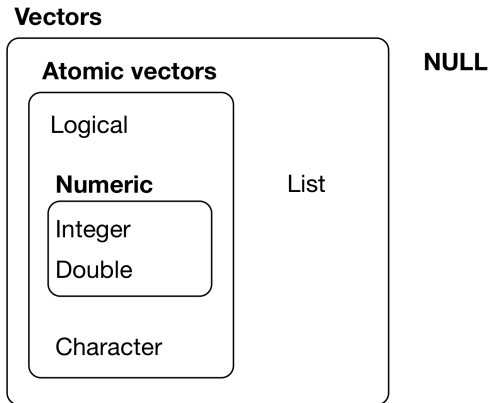 Vectors
NULL
Atomic vectors
Logical
Numeric
List
Integer
Double
Character